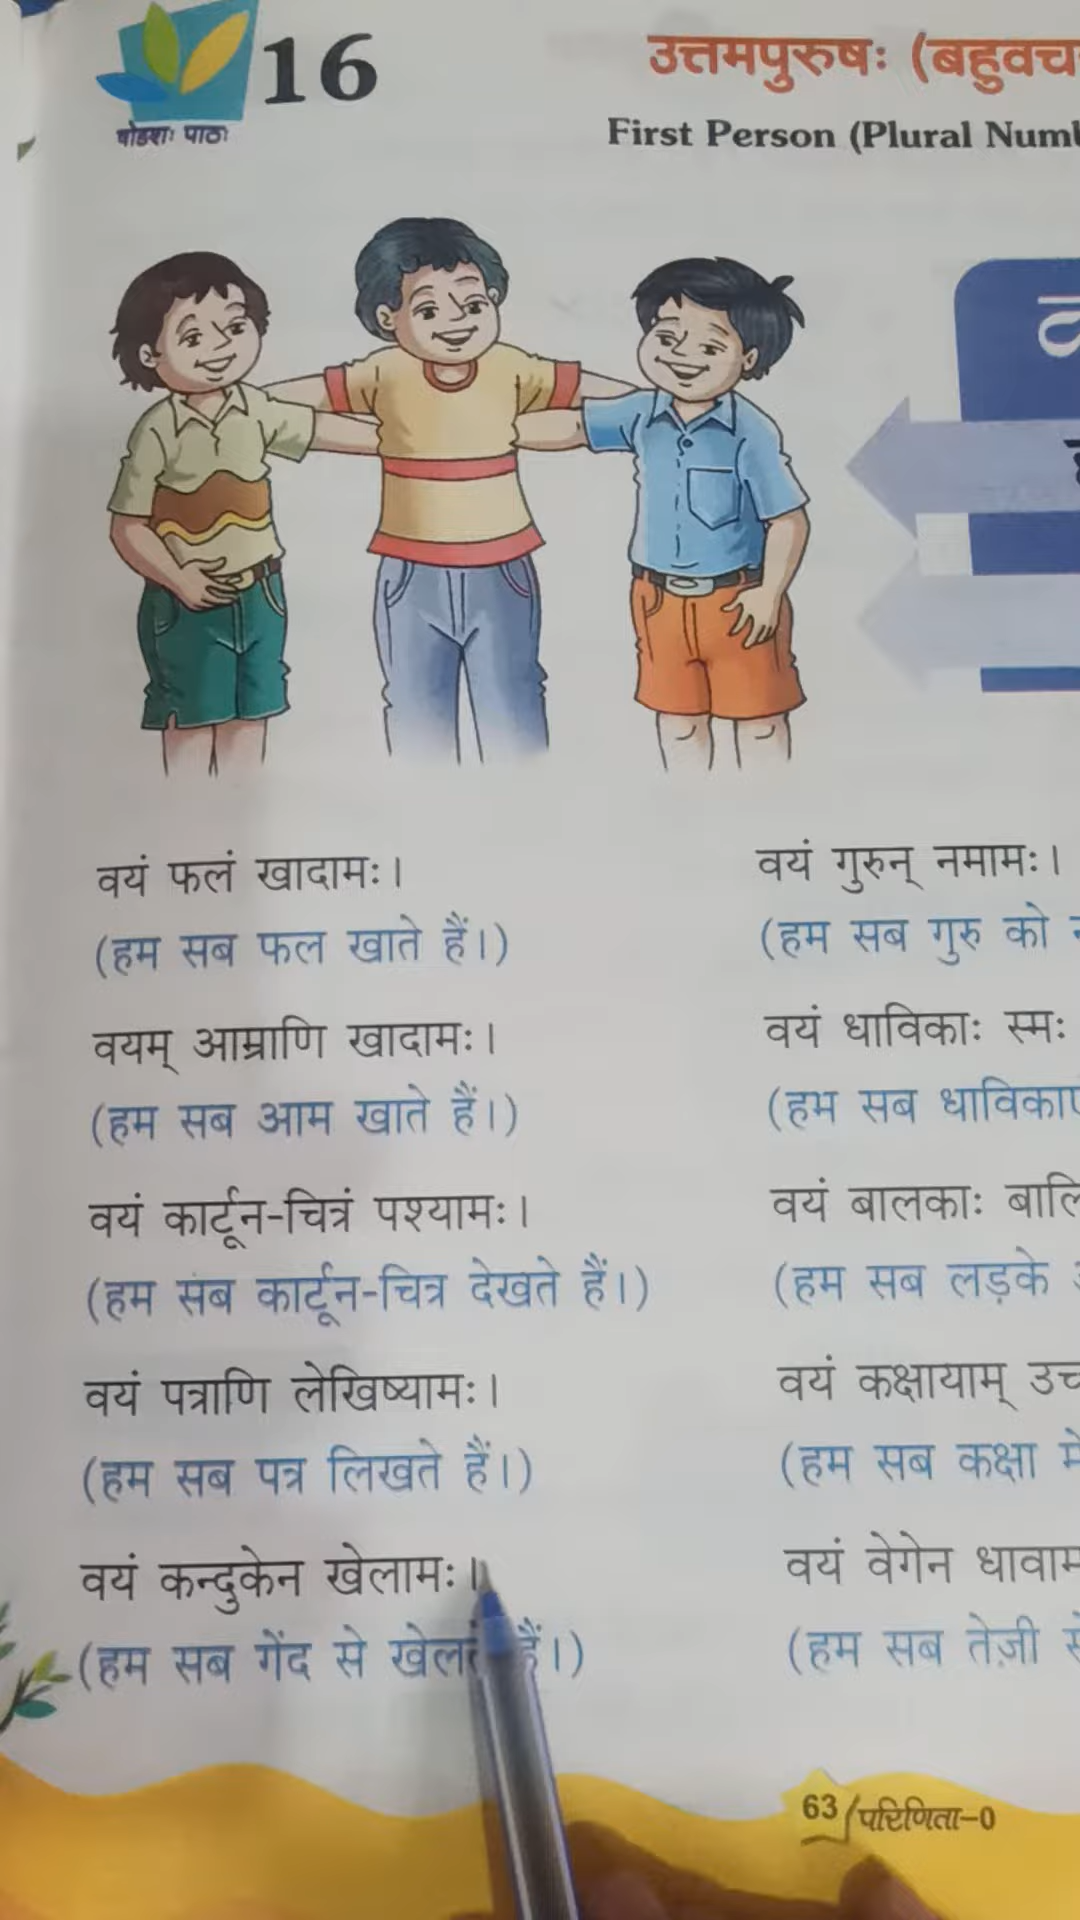 16
षोडशः पाठः
उत्तमपुरुषः (बहुवच
First Person (Plural Numb
वयं फलं खादामः।
(हम सब फल खाते हैं।)
वयम् आम्राणि खादामः।
(हम सब आम खाते हैं।)
वयं कार्टून-चित्रं पश्यामः।
(हम सब कार्टून-चित्र देखते हैं।)
वयं पत्राणि लेखिष्यामः।
(हम सब पत्र लिखते हैं।)
वयं कन्दुकेन खेलामः।
(हम सब गेंद से खेलते हैं।)
वयं गुरुन् नमामः।
(हम सब गुरु को
वयं धाविकाः स्मः
(हम सब धाविकाए
वयं बालकाः बालि
(हम सब लड़के
वयं कक्षायाम् उच्
(हम सब कक्षा में
वयं वेगेन धावाम
(हम सब तेज़ी से
63 परिणिता-0